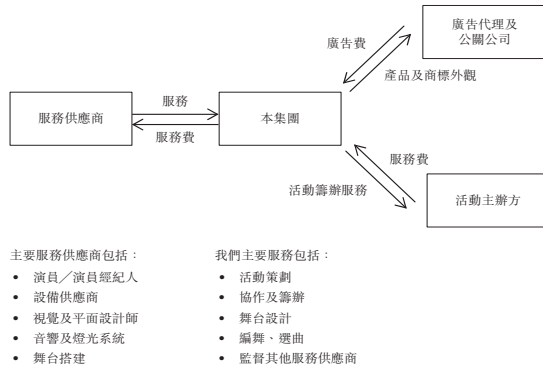 廣告代理及
公關公司
廣告費
產品及商標外觀
服務供應商
服務
服務費
本集團
服務費
活動籌辦服務
活動主辦方
主要服務供應商包括：
• 演員／演員經紀人
• 設備供應商
• 視覺及平面設計師
• 音響及燈光系統
• 舞台搭建
我們主要服務包括：
• 活動策劃
• 協作及籌辦
• 舞台設計
• 編舞、選曲
• 監督其他服務供應商